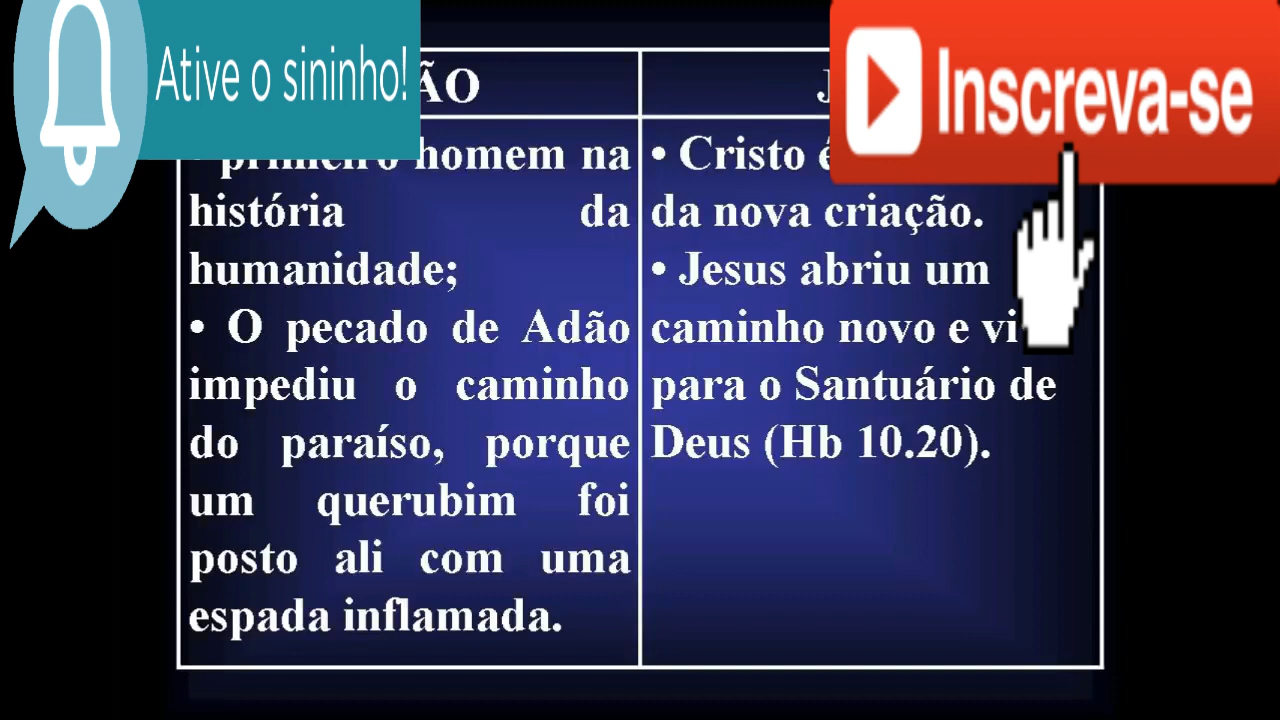 Ative o sininho!
Inscreva-se
• primeiro homem na
história da
humanidade;
• O pecado de Adão
impediu o caminho
do paraíso, porque
um querubim foi
posto ali com uma
espada inflamada.
• Cristo é
da nova criação.
• Jesus abriu um
caminho novo e
para o Santuário de
Deus (Hb 10.20).